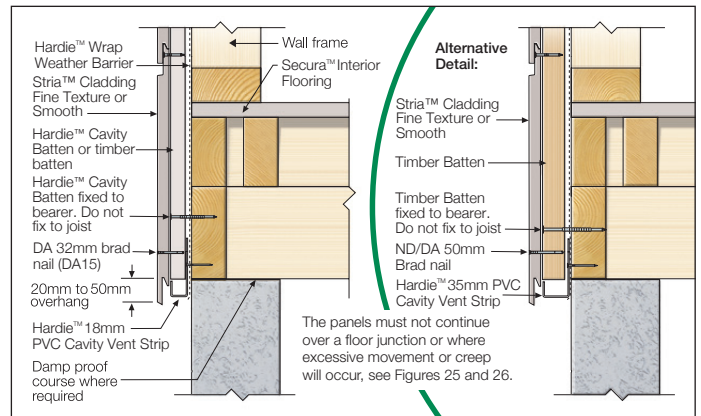 Hardie™ Wrap
Weather Barrier
Stria™ Cladding
Fine Texture or
Smooth
Hardie™ Cavity
Batten or timber
batten
Hardie™ Cavity
Batten fixed to
bearer. Do not
fix to joist
DA 32mm brad
nail (DA15)
20mm to 50mm
overhang
Hardie™ 18mm
PVC Cavity Vent Strip
Damp proof
course where
required
Wall frame
Secura™ Interior
Flooring
The panels must not continue
over a floor junction or where
excessive movement or creep
will occur, see Figures 25 and 26.
Alternative
Detail:
Stria™ Cladding
Fine Texture or
Smooth
Timber Batten
Timber Batten
fixed to bearer.
Do not fix to joist
ND/DA 50mm
Brad nail
Hardie™ 35mm PVC
Cavity Vent Strip